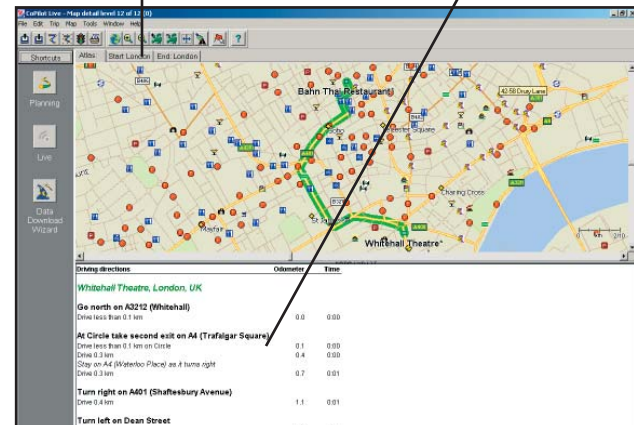 CoPilot Live - Map detail level 12 of 12 (8)
File Edit Trip Map Tools Window Help
Shortcuts
Atlas Start London End: London
Planning
Live
Data
Download
Wizard
Bahn Thai Restaurant
42-58 Drury Lane
Soho
Square
Charing Cross
Mayfair
Whitehall Theatre*
Driving directions Odometer Time
Whitehall Theatre, London, UK
Go north on A3212 (Whitehall)
Drive less than 0.1 km 0.0 0:00
At Circle take second exit on A4 (Trafalgar Square)
Drive less than 0.1 km on Circle 0.1 0:00
Drive 0.3 km 0.4 0:00
Stay on A4 (Waterloo Place) as it turns right
Drive 0.3 km 0.7 0:01
Turn right on A401 (Shaftesbury Avenue)
Drive 0.4 km 1.1 0:01
Turn left on Dean Street